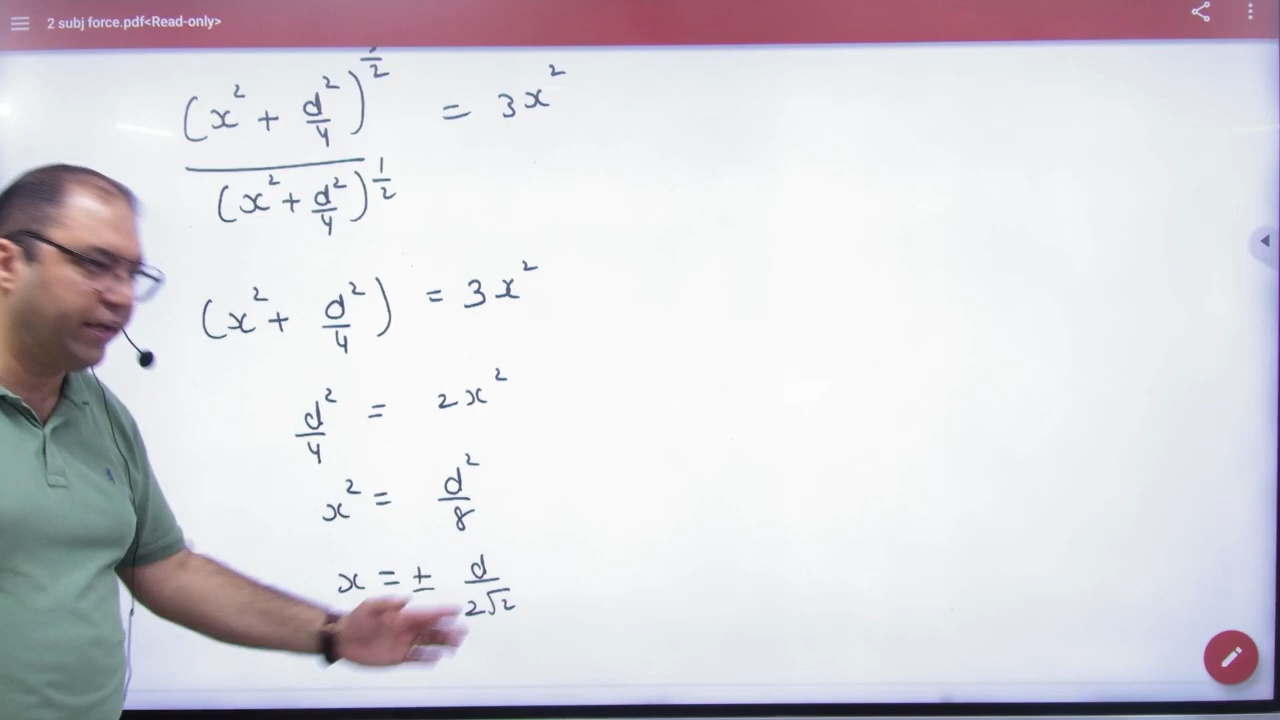 2 subj force.pdf<Read-only>
(x² + d²/4)^{3/2} / (x² + d²/4)^{1/2} = 3x²
(x² + d²/4) = 3x²
d²/4 = 2x²
x² = d²/8
x = ± d/2√2